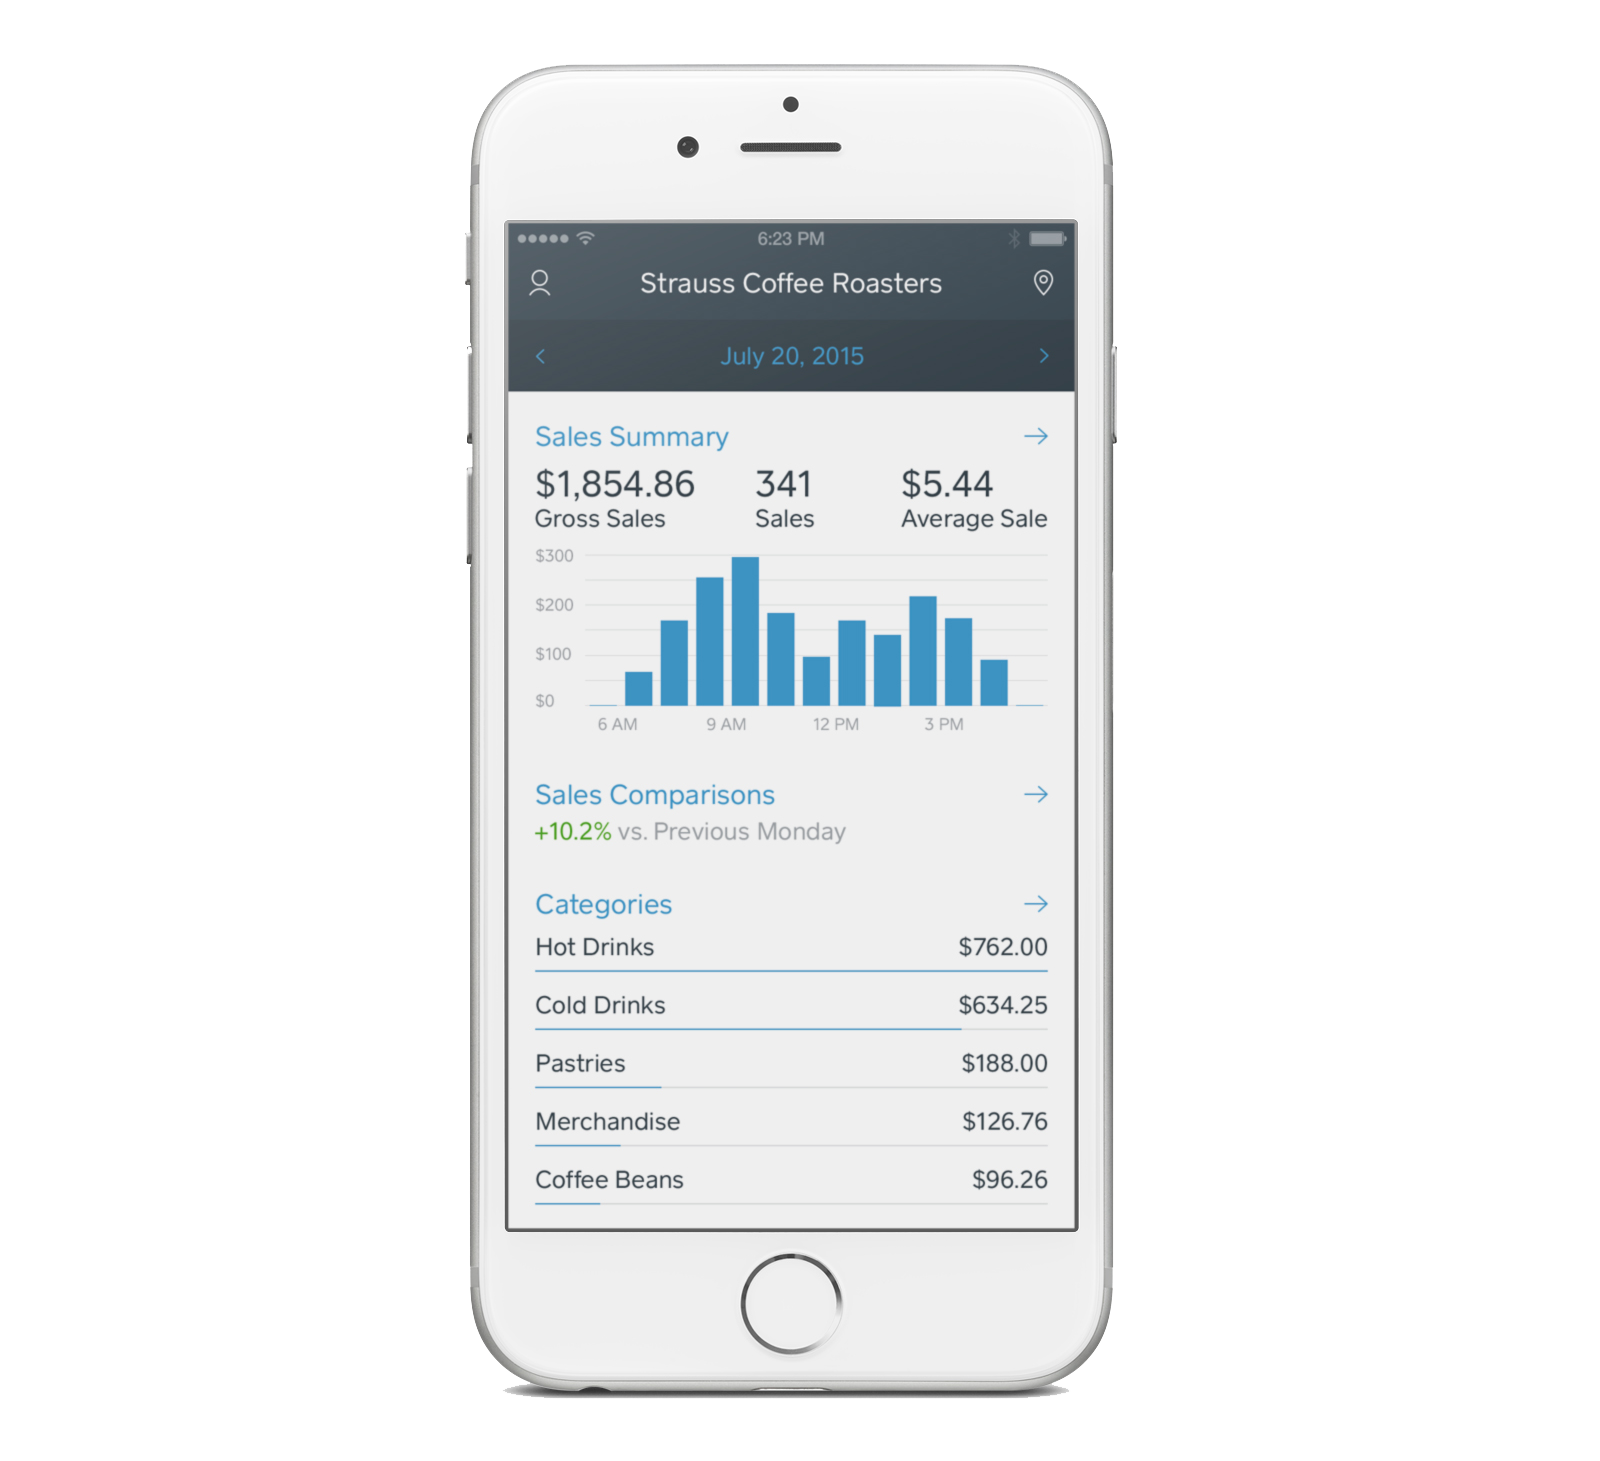 6:23 PM
Strauss Coffee Roasters
July 20, 2015
Sales Summary
$1,854.86 341 $5.44
Gross Sales Sales Average Sale
$300
$200
$100
$0
6 AM 9 AM 12 PM 3 PM
Sales Comparisons
+10.2% vs. Previous Monday
Categories
Hot Drinks $762.00
Cold Drinks $634.25
Pastries $188.00
Merchandise $126.76
Coffee Beans $96.26